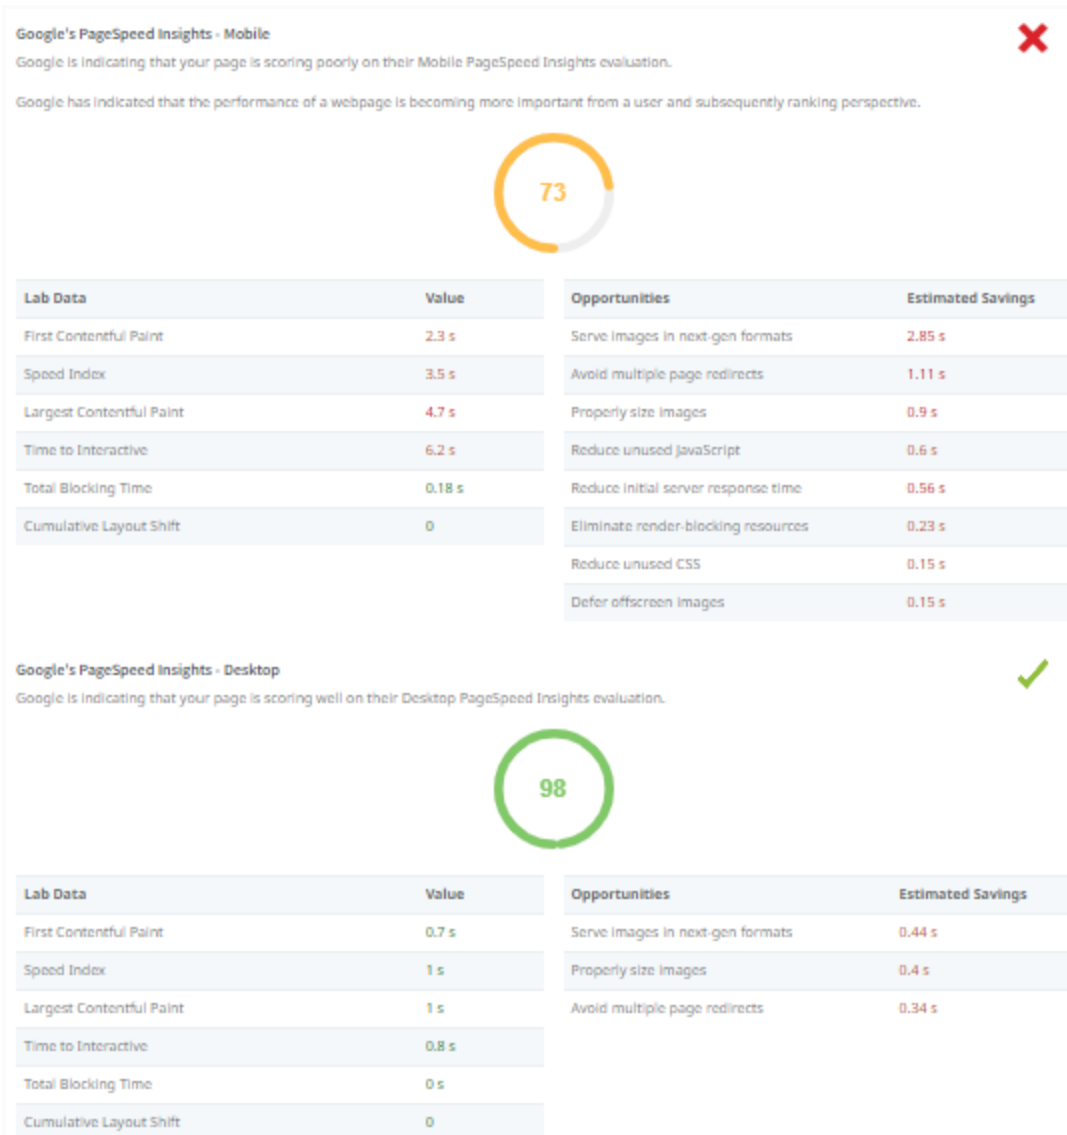 Google's PageSpeed Insights - Mobile
Google is indicating that your page is scoring poorly on their Mobile PageSpeed Insights evaluation.
Google has indicated that the performance of a webpage is becoming more important from a user and subsequently ranking perspective.
73
Lab Data Value
First Contentful Paint 2.3 s
Speed Index 3.5 s
Largest Contentful Paint 4.7 s
Time to Interactive 6.2 s
Total Blocking Time 0.18 s
Cumulative Layout Shift 0
Opportunities Estimated Savings
Serve images in next-gen formats 2.85 s
Avoid multiple page redirects 1.11 s
Properly size images 0.9 s
Reduce unused JavaScript 0.6 s
Reduce initial server response time 0.56 s
Eliminate render-blocking resources 0.23 s
Reduce unused CSS 0.15 s
Defer offscreen images 0.15 s
Google's PageSpeed Insights - Desktop
Google is indicating that your page is scoring well on their Desktop PageSpeed Insights evaluation.
98
Lab Data Value
First Contentful Paint 0.7 s
Speed Index 1 s
Largest Contentful Paint 1 s
Time to Interactive 0.8 s
Total Blocking Time 0 s
Cumulative Layout Shift 0
Opportunities Estimated Savings
Serve images in next-gen formats 0.44 s
Properly size images 0.4 s
Avoid multiple page redirects 0.34 s